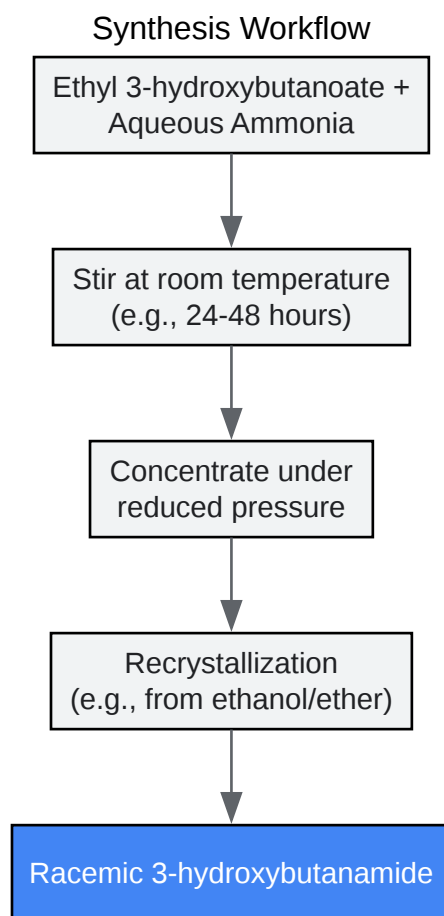 Synthesis Workflow
Ethyl 3-hydroxybutanoate +
Aqueous Ammonia
Stir at room temperature
(e.g., 24-48 hours)
Concentrate under
reduced pressure
Recrystallization
(e.g., from ethanol/ether)
Racemic 3-hydroxybutanamide